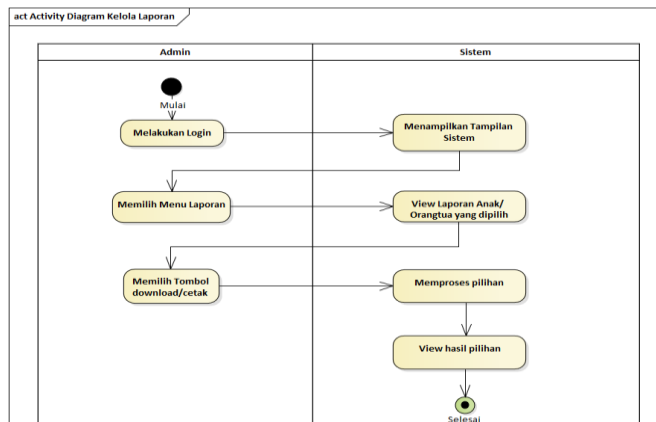 act Activity Diagram Kelola Laporan
Admin
Sistem
Mulai
Melakukan Login
Menampilkan Tampilan
Sistem
Memilih Menu Laporan
View Laporan Anak/
Orangtua yang dipilih
Memilih Tombol
download/cetak
Memproses pilihan
View hasil pilihan
Selesai